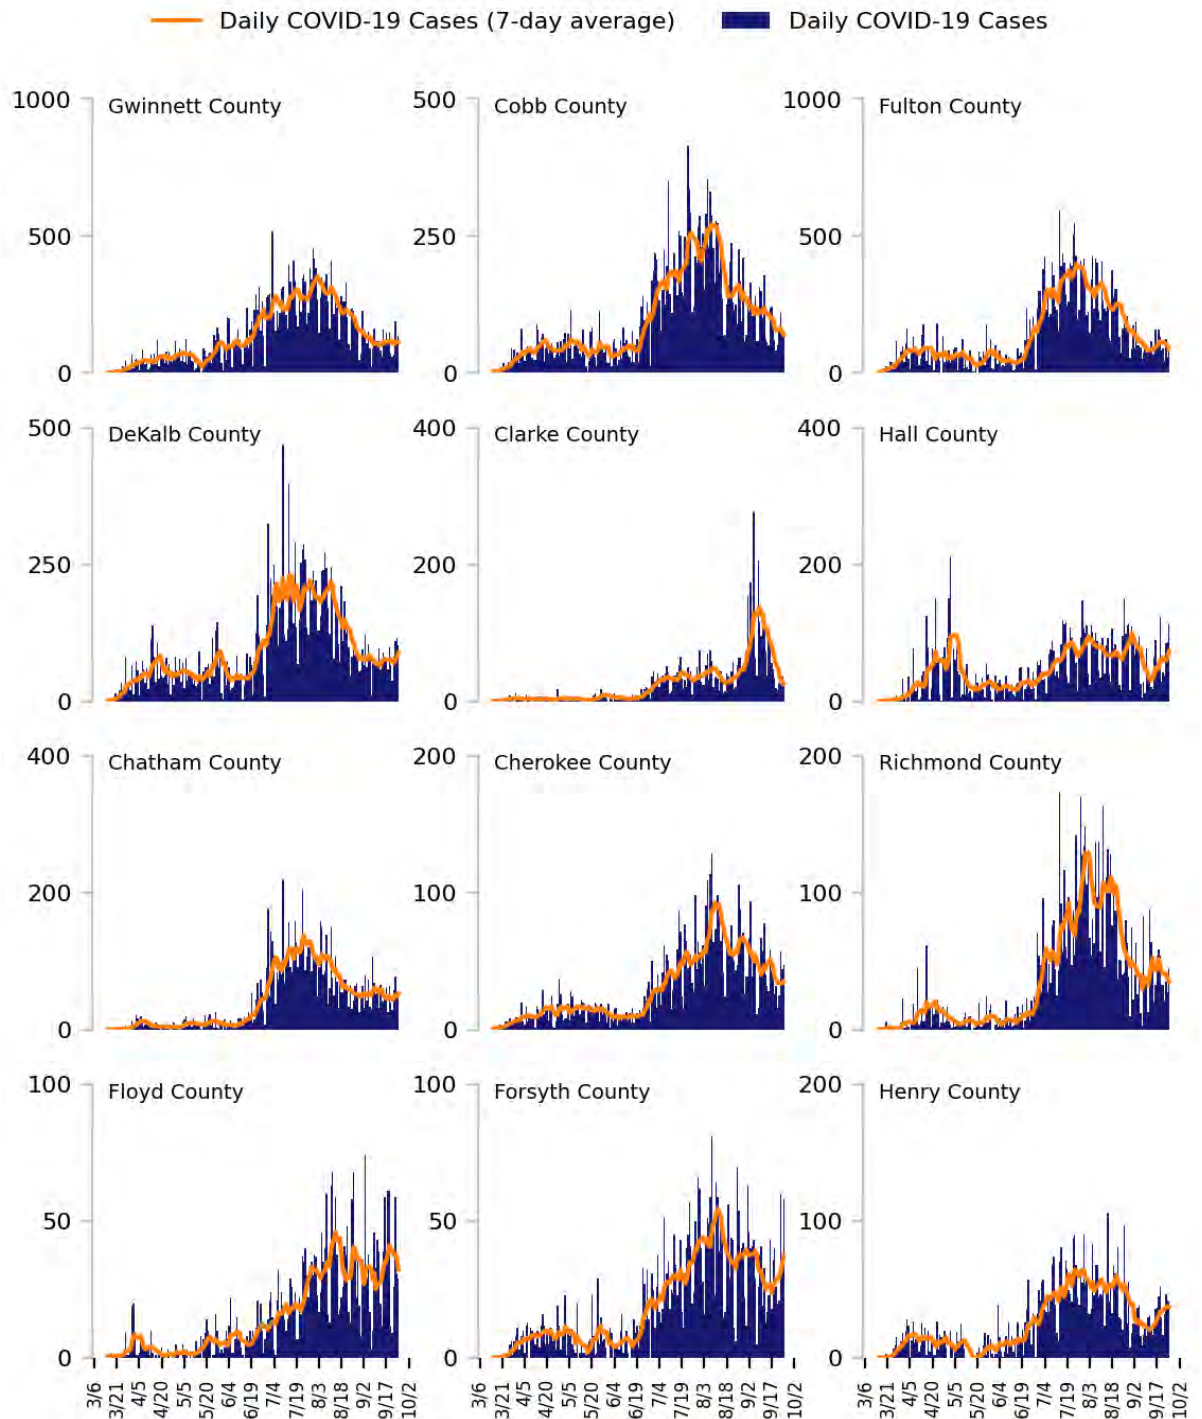 Daily COVID-19 Cases (7-day average) Daily COVID-19 Cases
1000 Gwinnett County 500 Cobb County 1000 Fulton County
500 250 500
0 0 0
500 DeKalb County 400 Clarke County 400 Hall County
250 200 200
0 0 0
400 Chatham County 200 Cherokee County 200 Richmond County
200 100 100
0 0 0
100 Floyd County 100 Forsyth County 200 Henry County
50 50 100
0 0 0
3/6 3/21 4/5 4/20 5/5 5/20 6/4 6/19 7/4 7/19 8/3 8/18 9/2 9/17 10/2 3/6 3/21 4/5 4/20 5/5 5/20 6/4 6/19 7/4 7/19 8/3 8/18 9/2 9/17 10/2 3/6 3/21 4/5 4/20 5/5 5/20 6/4 6/19 7/4 7/19 8/3 8/18 9/2 9/17 10/2